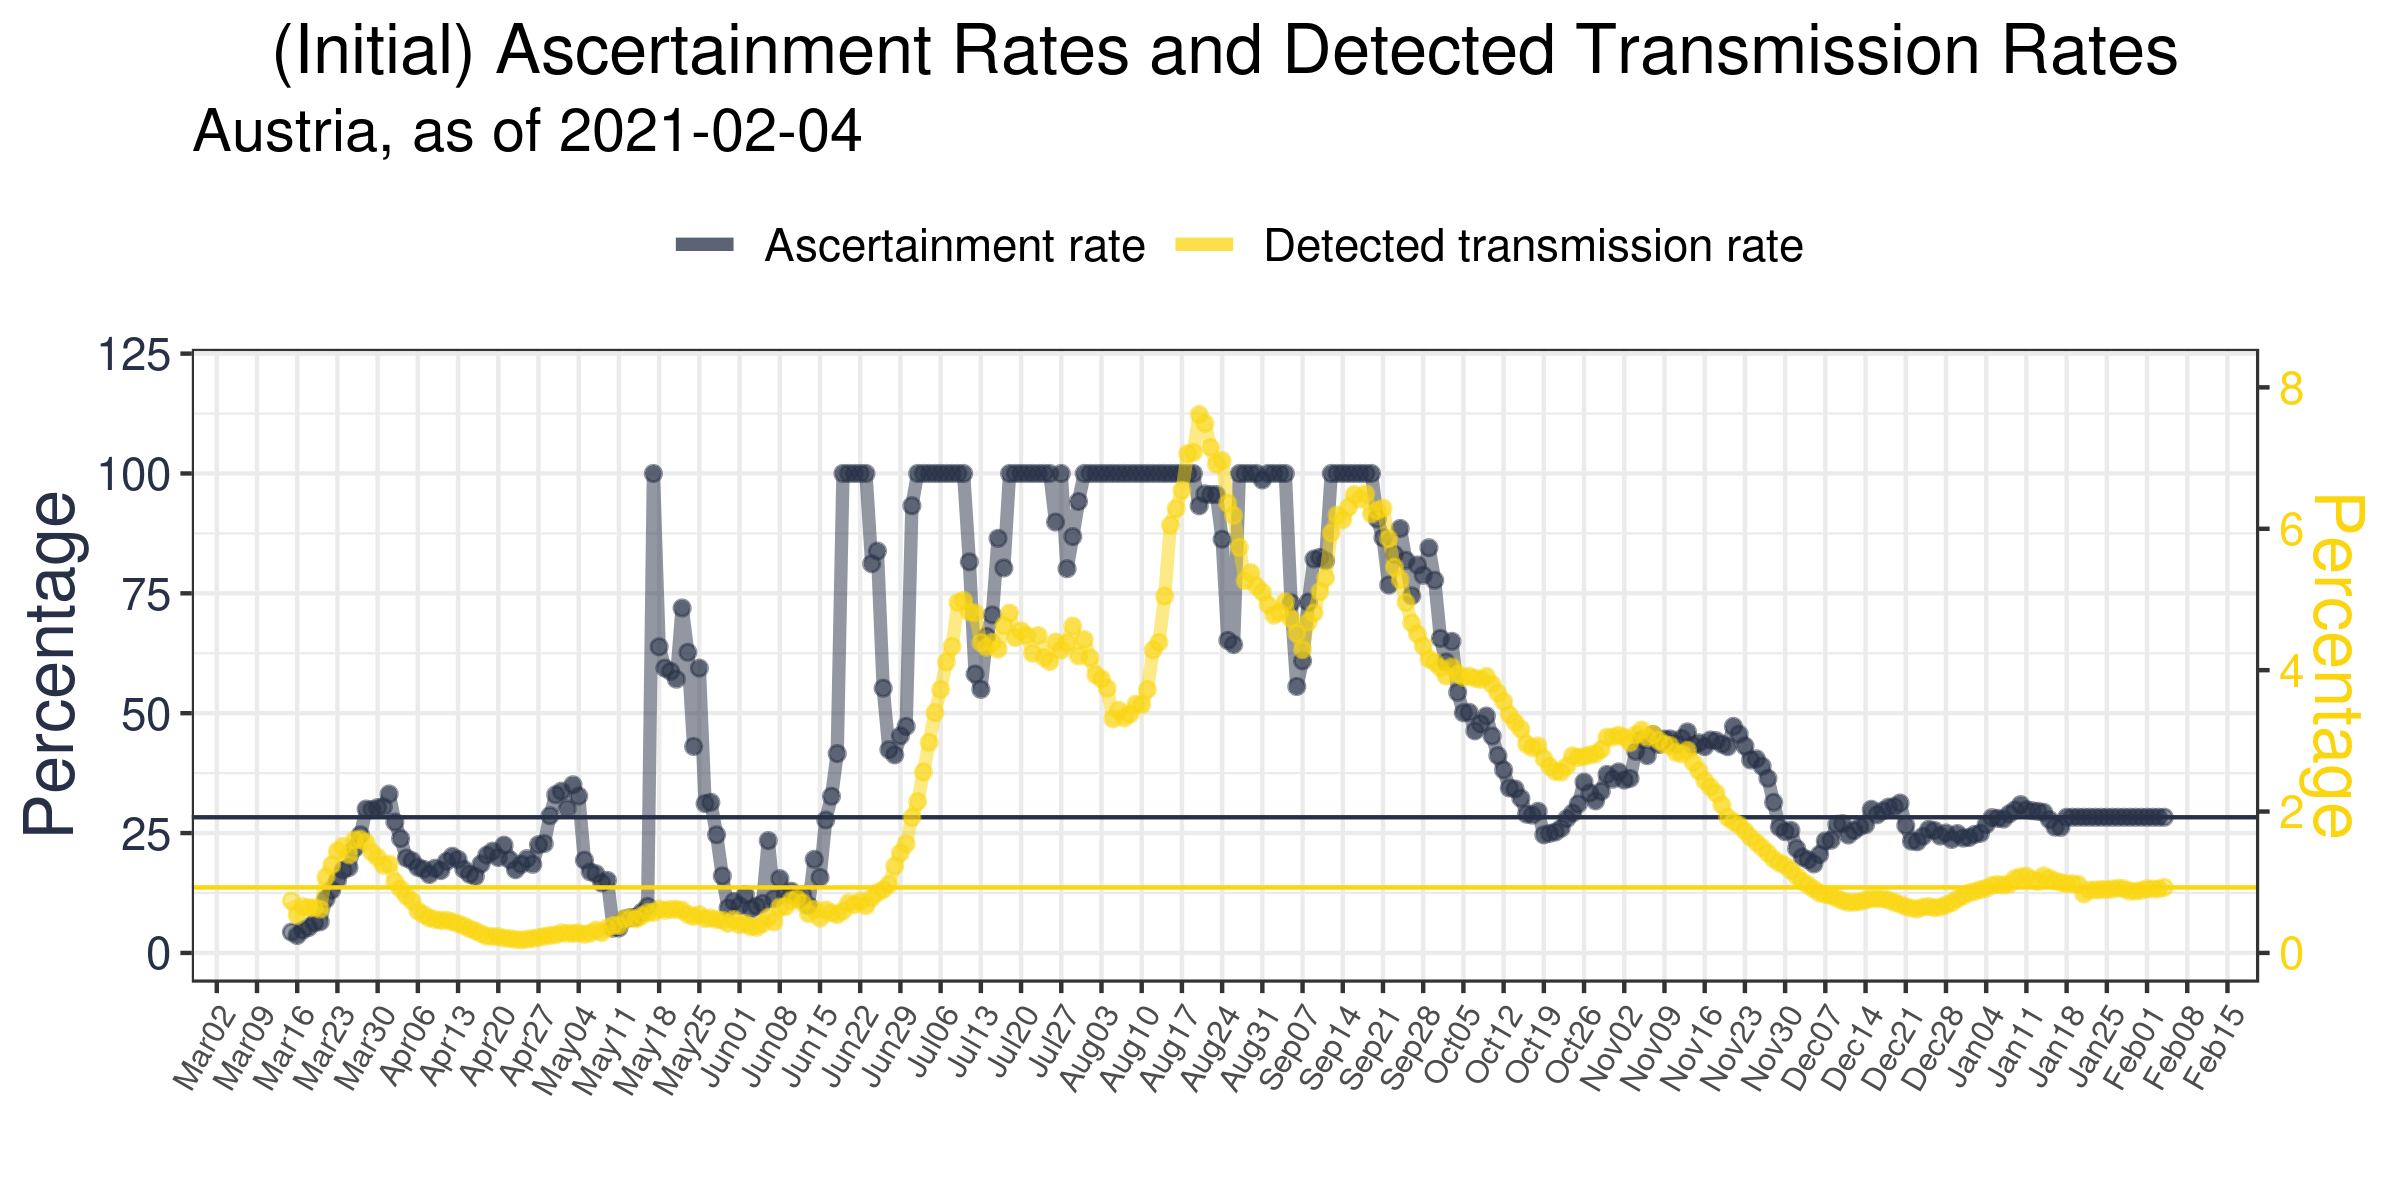 (Initial) Ascertainment Rates and Detected Transmission Rates
Austria, as of 2021-02-04
Ascertainment rate Detected transmission rate
125
100
75
50
25
0
Percentage
8
6
4
2
0
Percentage
Mar02 Mar09 Mar16 Mar23 Mar30 Apr06 Apr13 Apr20 Apr27 May04 May11 May18 May25 Jun01 Jun08 Jun15 Jun22 Jun29 Jul06 Jul13 Jul20 Jul27 Aug03 Aug10 Aug17 Aug24 Aug31 Sep07 Sep14 Sep21 Sep28 Oct05 Oct12 Oct19 Oct26 Nov02 Nov09 Nov16 Nov23 Nov30 Dec07 Dec14 Dec21 Dec28 Jan04 Jan11 Jan18 Jan25 Feb01 Feb08 Feb15